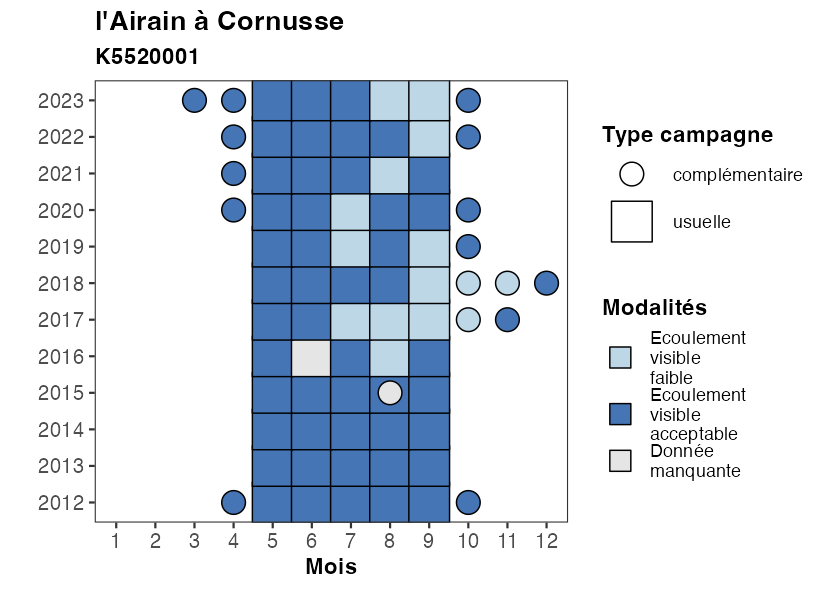 l'Airain à Cornusse
K5520001
2023
2022
2021
2020
2019
2018
2017
2016
2015
2014
2013
2012
1 2 3 4 5 6 7 8 9 10 11 12
Mois
Type campagne
complémentaire
usuelle
Modalités
Ecoulement
visible
faible
Ecoulement
visible
acceptable
Donnée
manquante